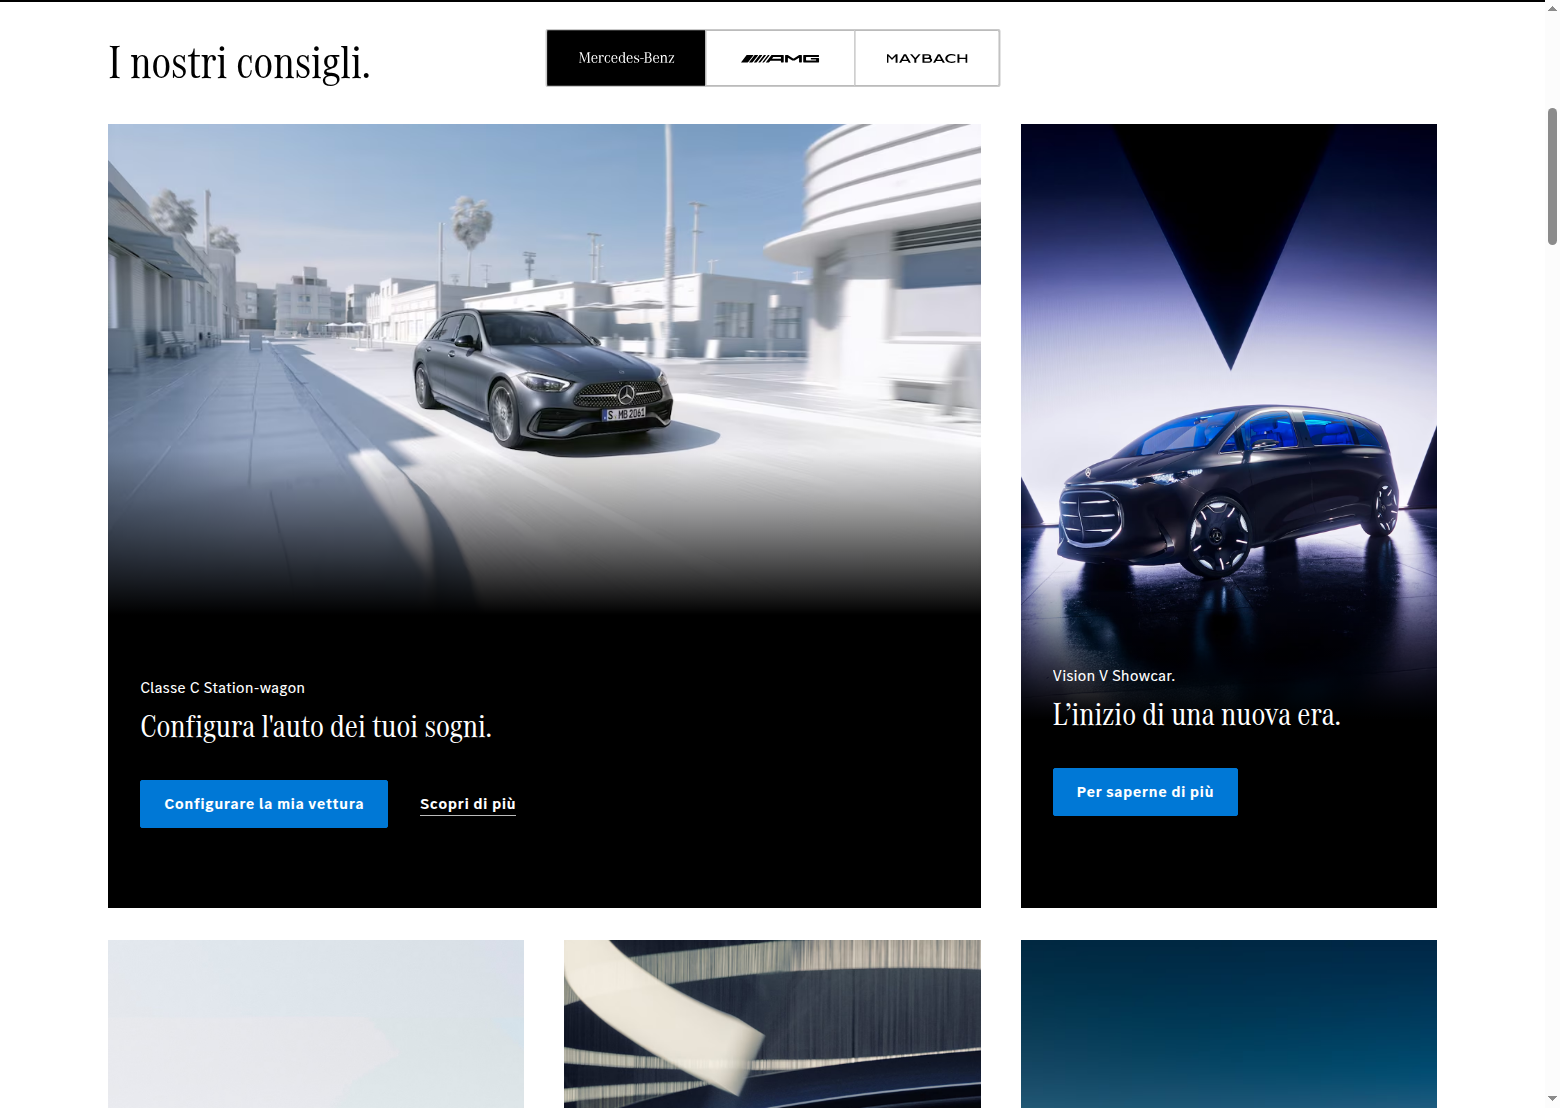 I nostri consigli.
Mercedes-Benz
AMG
MAYBACH
S MB 2061
Classe C Station-wagon
Configura l'auto dei tuoi sogni.
Configurare la mia vettura
Scopri di più
Vision V Showcar.
L’inizio di una nuova era.
Per saperne di più